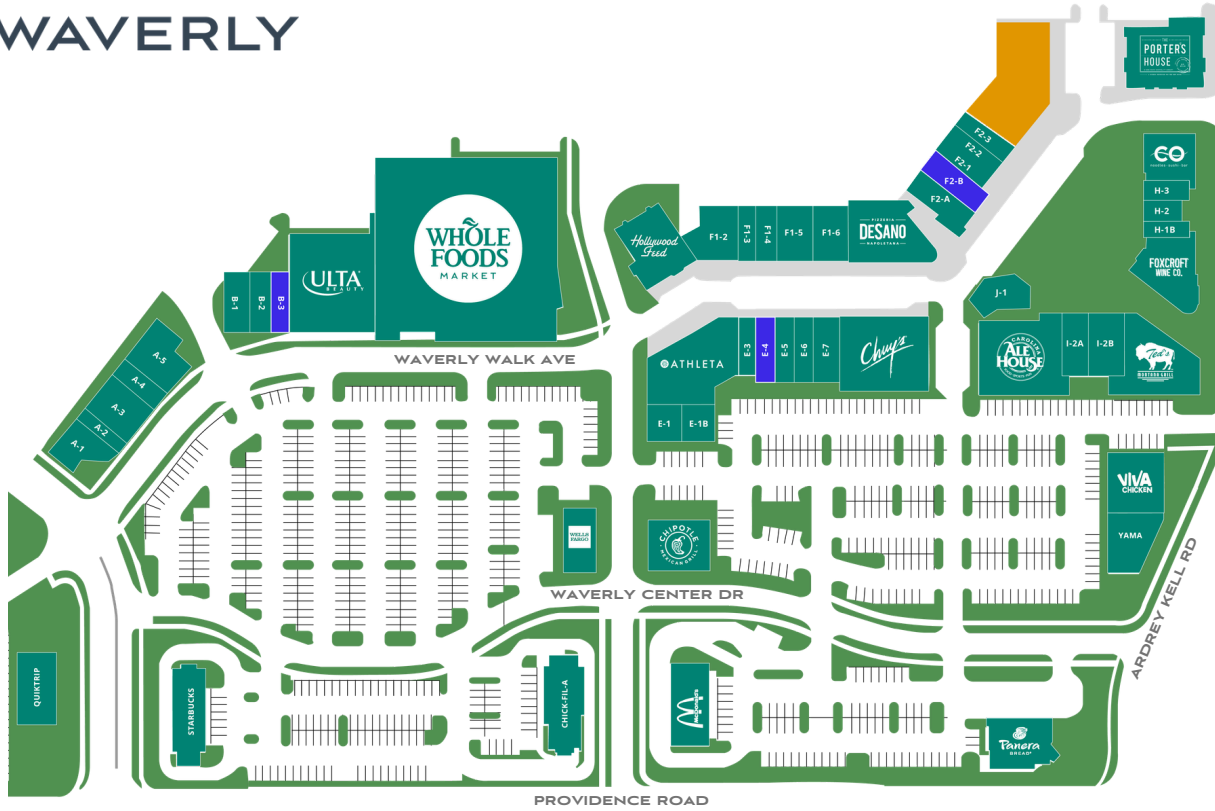 WAVERLY
PORTER'S
HOUSE
F2-3
F2-2
F2-1
F2-B
F2-A
CO
H-3
H-2
H-1B
FOXCROFT
WINE CO.
J-1
WHOLE
FOODS
MARKET
ULTA
BEAUTY
B-1
B-2
B-3
Hollywood
Feed
F1-2
F1-3
F1-4
F1-5
F1-6
PIZZERIA
DESANO
NAPOLETANA
WAVERLY WALK AVE
ATHLETA
E-3
E-4
E-5
E-6
E-7
Chuy's
E-1
E-1B
CAROLINA
ALE
HOUSE
I-2A
I-2B
Ted's
MONTANA GRILL
A-5
A-4
A-3
A-2
A-1
WELLS
FARGO
CHIPOTLE
MEXICAN GRILL
VIVA
CHICKEN
YAMA
WAVERLY CENTER DR
ARDREY KELL RD
QUIKTRIP
STARBUCKS
CHICK-FIL-A
McDonald's
Panera
BREAD
PROVIDENCE ROAD